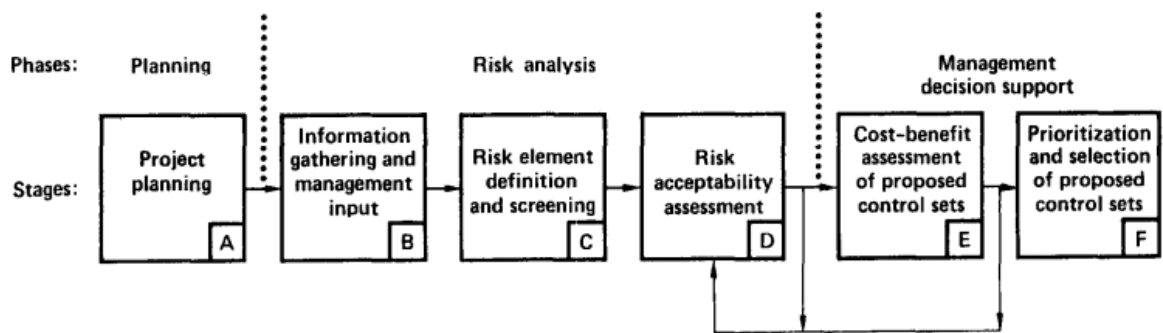 Phases:
Planning
Risk analysis
Management
decision support
Stages:
Project
planning
A
Information
gathering and
management
input
B
Risk element
definition
and screening
C
Risk
acceptability
assessment
D
Cost-benefit
assessment
of proposed
control sets
E
Prioritization
and selection
of proposed
control sets
F